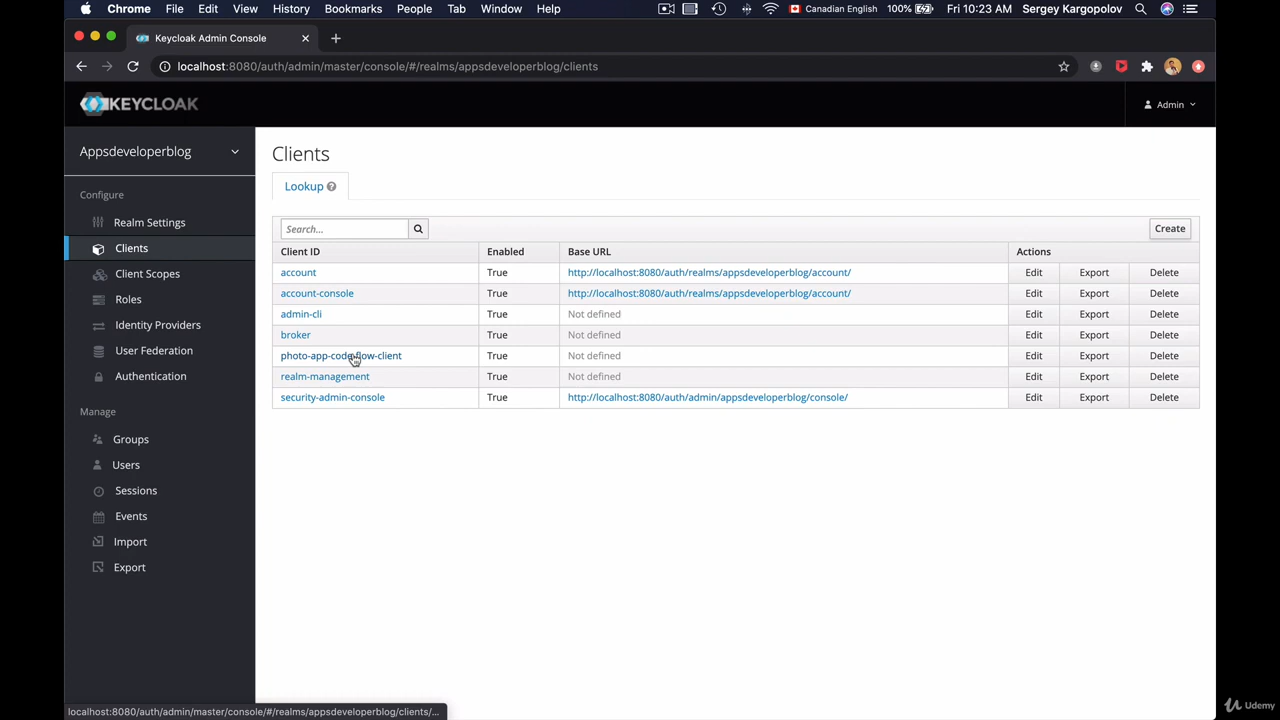 Chrome File Edit View History Bookmarks People Tab Window Help Canadian English 100% Fri 10:23 AM Sergey Kargopolov
Keycloak Admin Console
localhost:8080/auth/admin/master/console/#/realms/appsdeveloperblog/clients
KEYCLOAK Admin
Appsdeveloperblog
Configure
Realm Settings
Clients
Client Scopes
Roles
Identity Providers
User Federation
Authentication
Manage
Groups
Users
Sessions
Events
Import
Export
Clients
Lookup
Search... Create
Client ID Enabled Base URL Actions
account True http://localhost:8080/auth/realms/appsdeveloperblog/account/ Edit Export Delete
account-console True http://localhost:8080/auth/realms/appsdeveloperblog/account/ Edit Export Delete
admin-cli True Not defined Edit Export Delete
broker True Not defined Edit Export Delete
photo-app-code-flow-client True Not defined Edit Export Delete
realm-management True Not defined Edit Export Delete
security-admin-console True http://localhost:8080/auth/admin/appsdeveloperblog/console/ Edit Export Delete
localhost:8080/auth/admin/master/console/#/realms/appsdeveloperblog/clients/...
Udemy